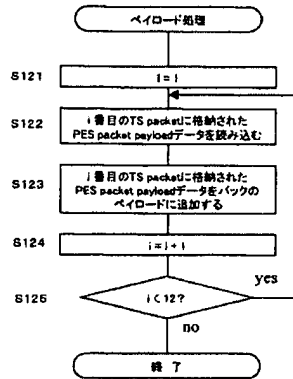 ペイロード処理
S121
i = 1
S122
i 番目のTS packetに格納された
PES packet payloadデータを読み込む
S123
i 番目のTS packetに格納された
PES packet payloadデータをパックの
ペイロードに追加する
S124
i = i + 1
S125
i < 12?
yes
no
終 了